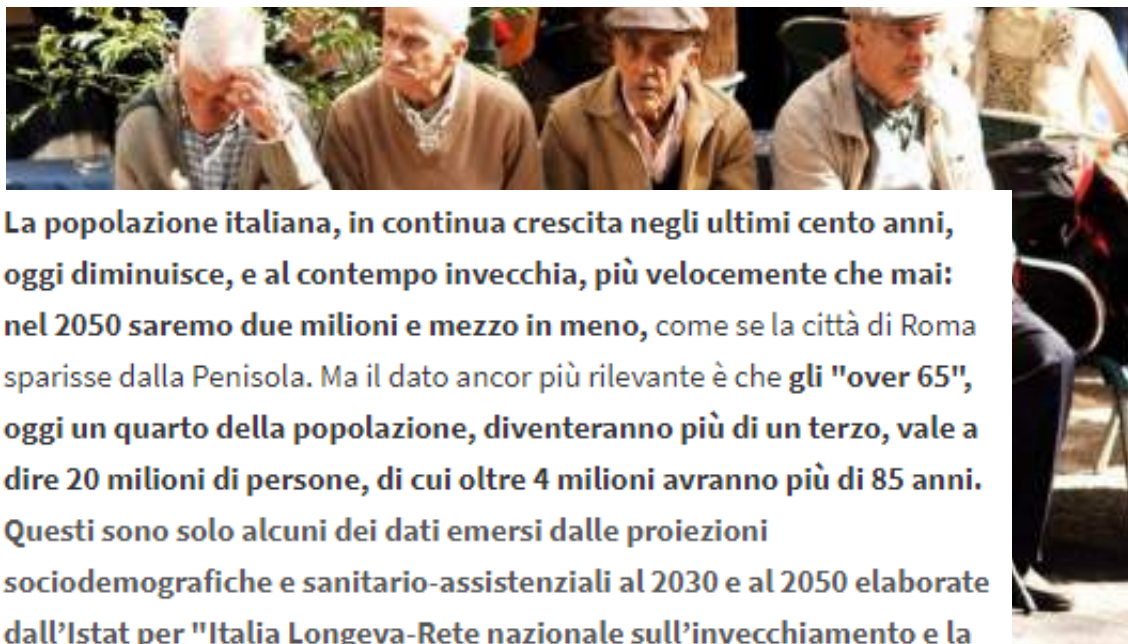 La popolazione italiana, in continua crescita negli ultimi cento anni,
oggi diminuisce, e al contempo invecchia, più velocemente che mai:
nel 2050 saremo due milioni e mezzo in meno, come se la città di Roma
sparisse dalla Penisola. Ma il dato ancor più rilevante è che gli "over 65",
oggi un quarto della popolazione, diventeranno più di un terzo, vale a
dire 20 milioni di persone, di cui oltre 4 milioni avranno più di 85 anni.
Questi sono solo alcuni dei dati emersi dalle proiezioni
sociodemografiche e sanitario-assistenziali al 2030 e al 2050 elaborate
dall’Istat per "Italia Longeva-Rete nazionale sull’invecchiamento e la